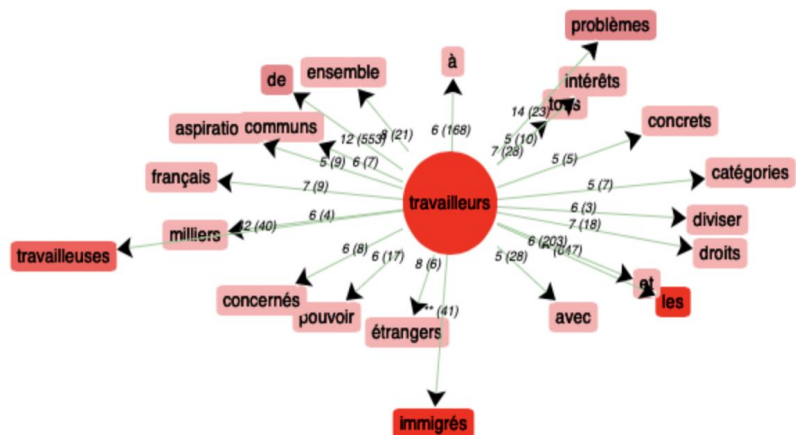 problèmes
à
de
ensemble
intérêts
tous
14 (23)
6 (168)
12 (553)
8 (21)
5 (10)
aspiratio
communs
concrets
7 (28)
5 (9)
6 (7)
5 (5)
français
catégories
7 (9)
5 (7)
travailleurs
6 (3)
diviser
6 (4)
7 (18)
milliers
droits
travailleuses
6 (203)
6 (8)
6 (17)
8 (6)
5 (28)
et
concernés
les
pouvoir
avec
étrangers
** (41)
immigrés